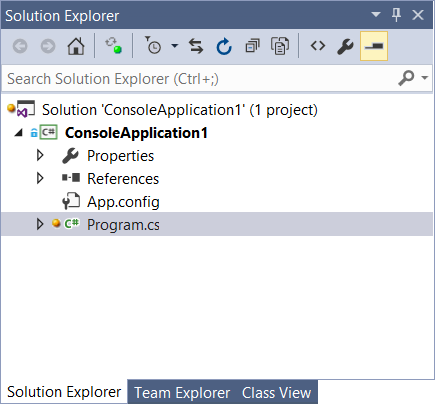 Solution Explorer
Search Solution Explorer (Ctrl+;)
Solution 'ConsoleApplication1' (1 project)
C# ConsoleApplication1
Properties
References
App.config
C# Program.cs
Solution Explorer Team Explorer Class View